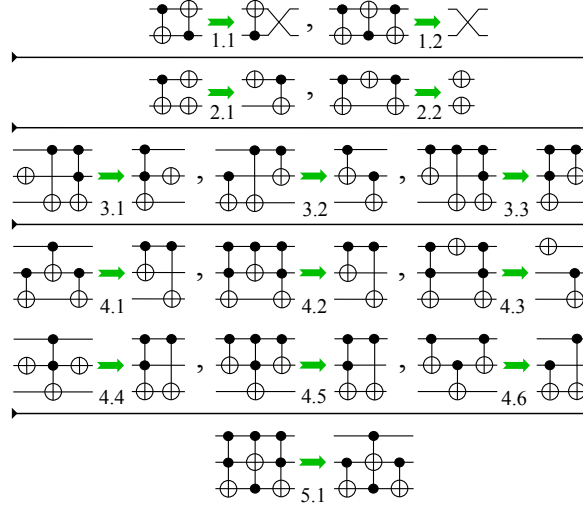 1.1 , 1.2
2.1 , 2.2
3.1 , 3.2 , 3.3
4.1 , 4.2 , 4.3
4.4 , 4.5 , 4.6
5.1